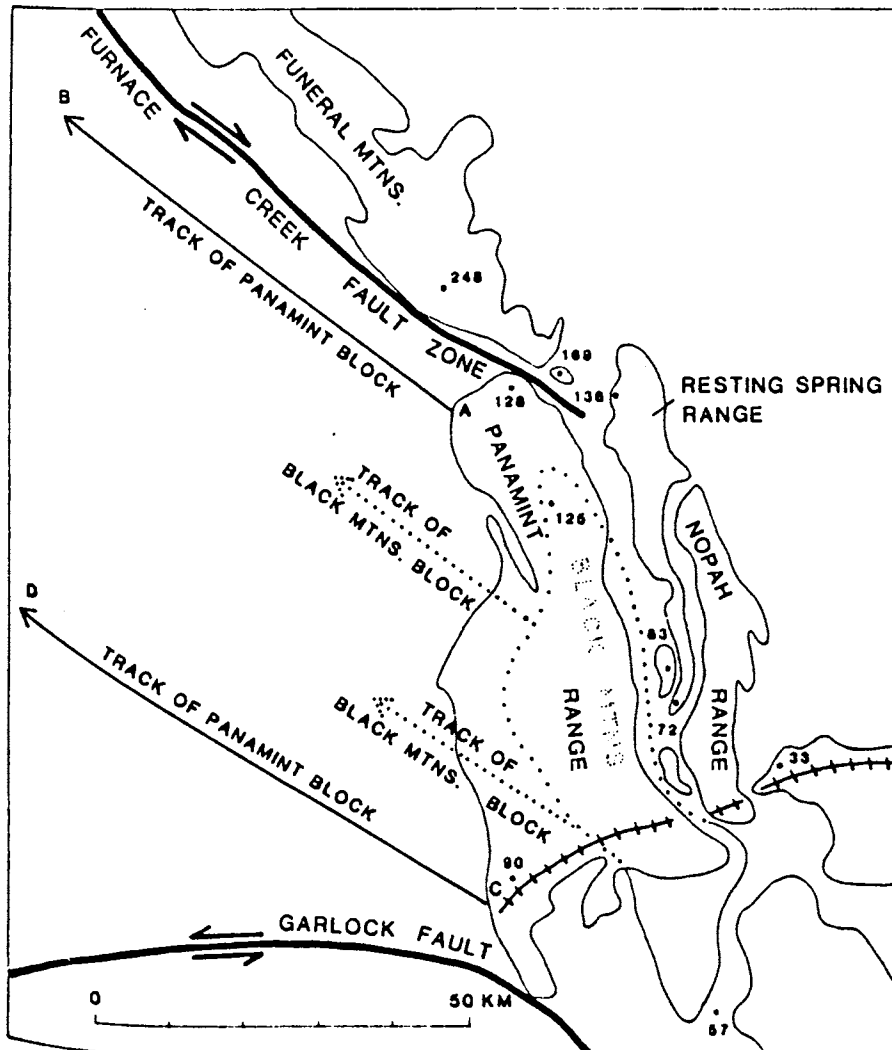 FURNACE CREEK FAULT ZONE
FUNERAL MTNS.
B
TRACK OF PANAMINT BLOCK
248
169
138
RESTING SPRING
RANGE
A
128
PANAMINT
RANGE
125
TRACK OF
BLACK MTNS. BLOCK
BLACK MTNS
NOPAH
RANGE
D
TRACK OF PANAMINT BLOCK
83
TRACK OF
BLACK MTNS. BLOCK
72
33
90
C
GARLOCK FAULT
0
50 KM
57